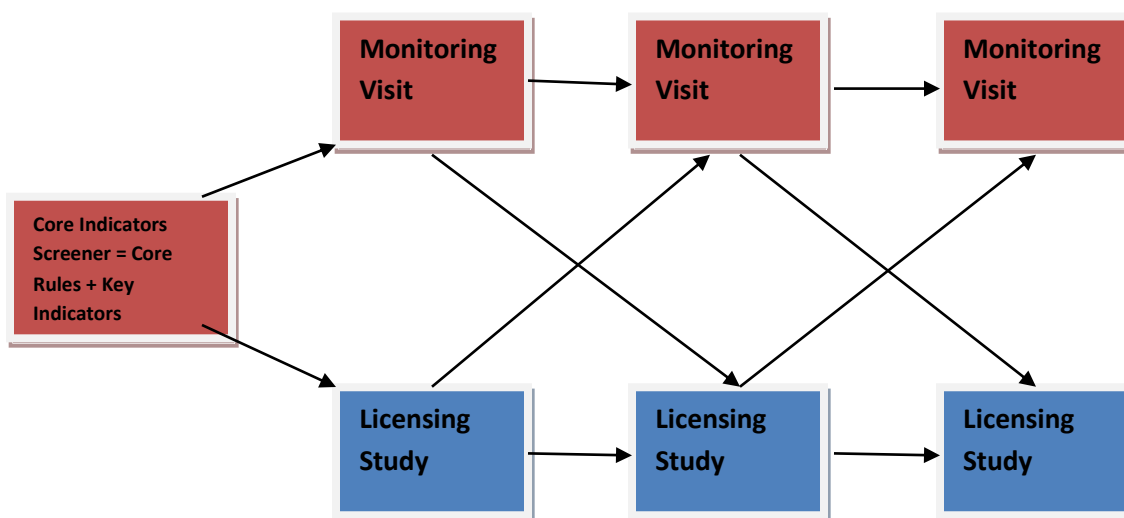 Monitoring
Visit
Monitoring
Visit
Monitoring
Visit
Core Indicators
Screener = Core
Rules + Key
Indicators
Licensing
Study
Licensing
Study
Licensing
Study